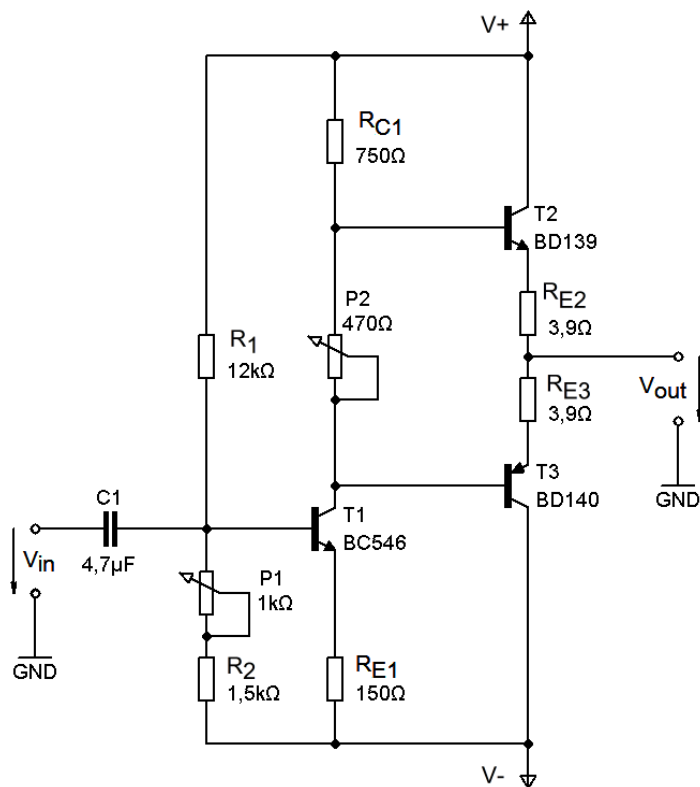 V+
RC1
750Ω
T2
BD139
P2
470Ω
RE2
3,9Ω
R1
12kΩ
Vout
RE3
3,9Ω
T3
BD140
GND
C1
4,7µF
T1
BC546
Vin
P1
1kΩ
GND
R2
1,5kΩ
RE1
150Ω
V-